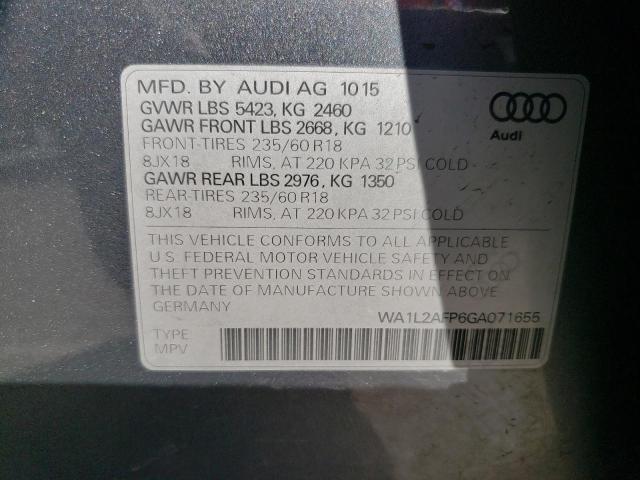 MFD. BY AUDI AG 1015
GVWR LBS 5423, KG 2460
GAWR FRONT LBS 2668, KG 1210
FRONT-TIRES 235/60 R18
8JX18 RIMS, AT 220 KPA 32 PSI COLD
GAWR REAR LBS 2976, KG 1350
REAR-TIRES 235/60 R18
8JX18 RIMS, AT 220 KPA 32 PSI COLD
Audi
THIS VEHICLE CONFORMS TO ALL APPLICABLE
U.S. FEDERAL MOTOR VEHICLE SAFETY AND
THEFT PREVENTION STANDARDS IN EFFECT ON
THE DATE OF MANUFACTURE SHOWN ABOVE.
GERMANY
WA1L2AFP6GA071655
TYPE
MPV